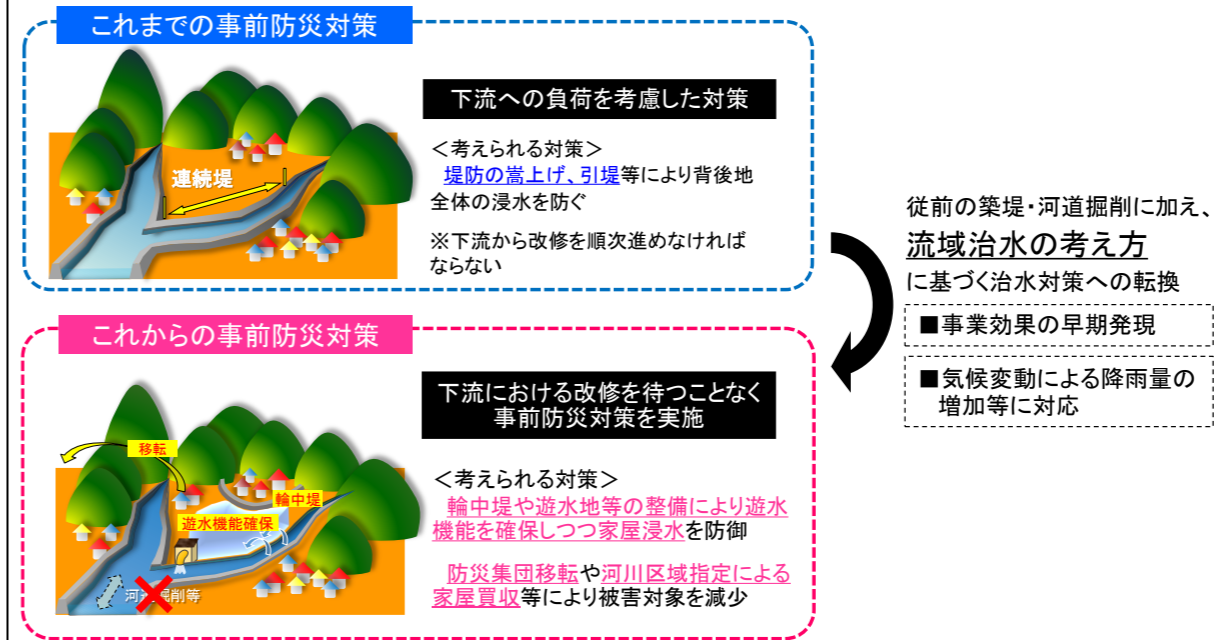 これまでの事前防災対策
連続堤
下流への負荷を考慮した対策
<考えられる対策>
堤防の嵩上げ、引堤等により背後地
全体の浸水を防ぐ
※下流から改修を順次進めなければ
ならない
従前の築堤・河道掘削に加え、
流域治水の考え方
に基づく治水対策への転換
■事業効果の早期発現
■気候変動による降雨量の
増加等に対応
これからの事前防災対策
移転
輪中堤
遊水機能確保
河道掘削等
下流における改修を待つことなく
事前防災対策を実施
<考えられる対策>
輪中堤や遊水地等の整備により遊水
機能を確保しつつ家屋浸水を防御
防災集団移転や河川区域指定による
家屋買収等により被害対象を減少